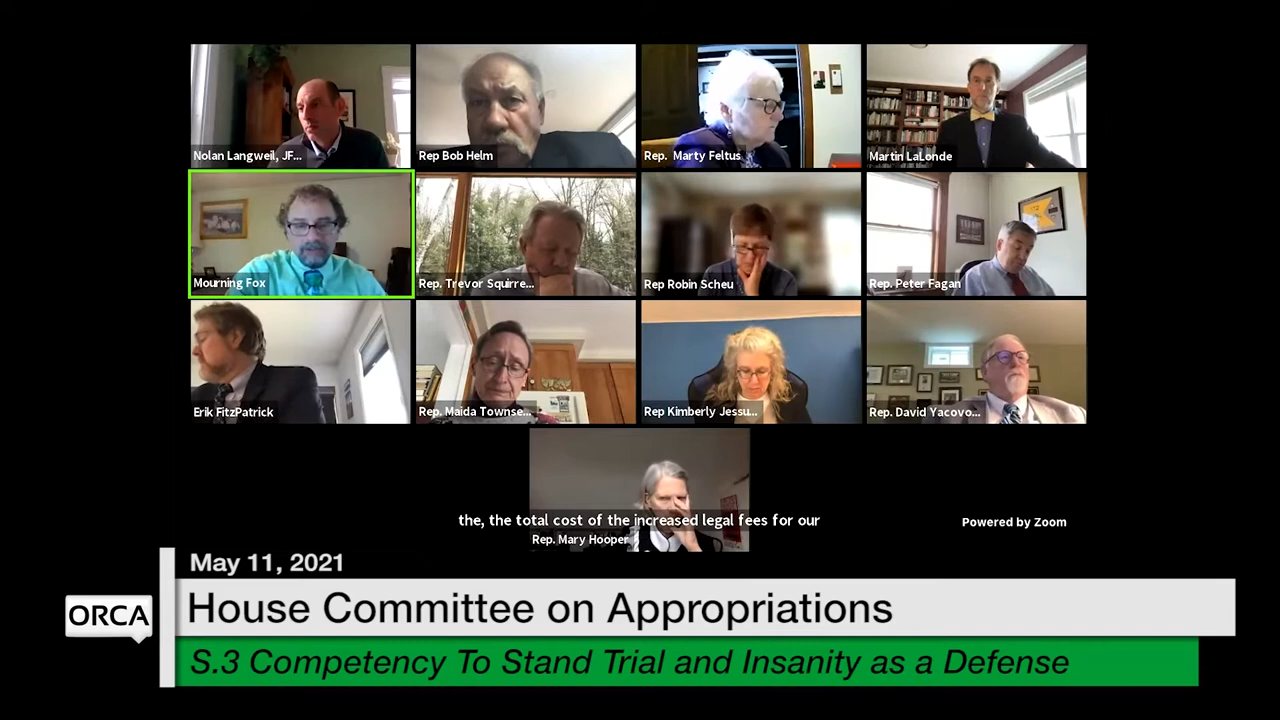 Nolan Langweil, JF...
Rep Bob Helm
Rep. Marty Feltus
Martin LaLonde
Mourning Fox
Rep. Trevor Squirre...
Rep Robin Scheu
Rep. Peter Fagan
Erik FitzPatrick
Rep. Maida Townse...
Rep Kimberly Jessu...
Rep. David Yacovo...
the, the total cost of the increased legal fees for our
Rep. Mary Hooper
Powered by Zoom
May 11, 2021
ORCA
House Committee on Appropriations
S.3 Competency To Stand Trial and Insanity as a Defense